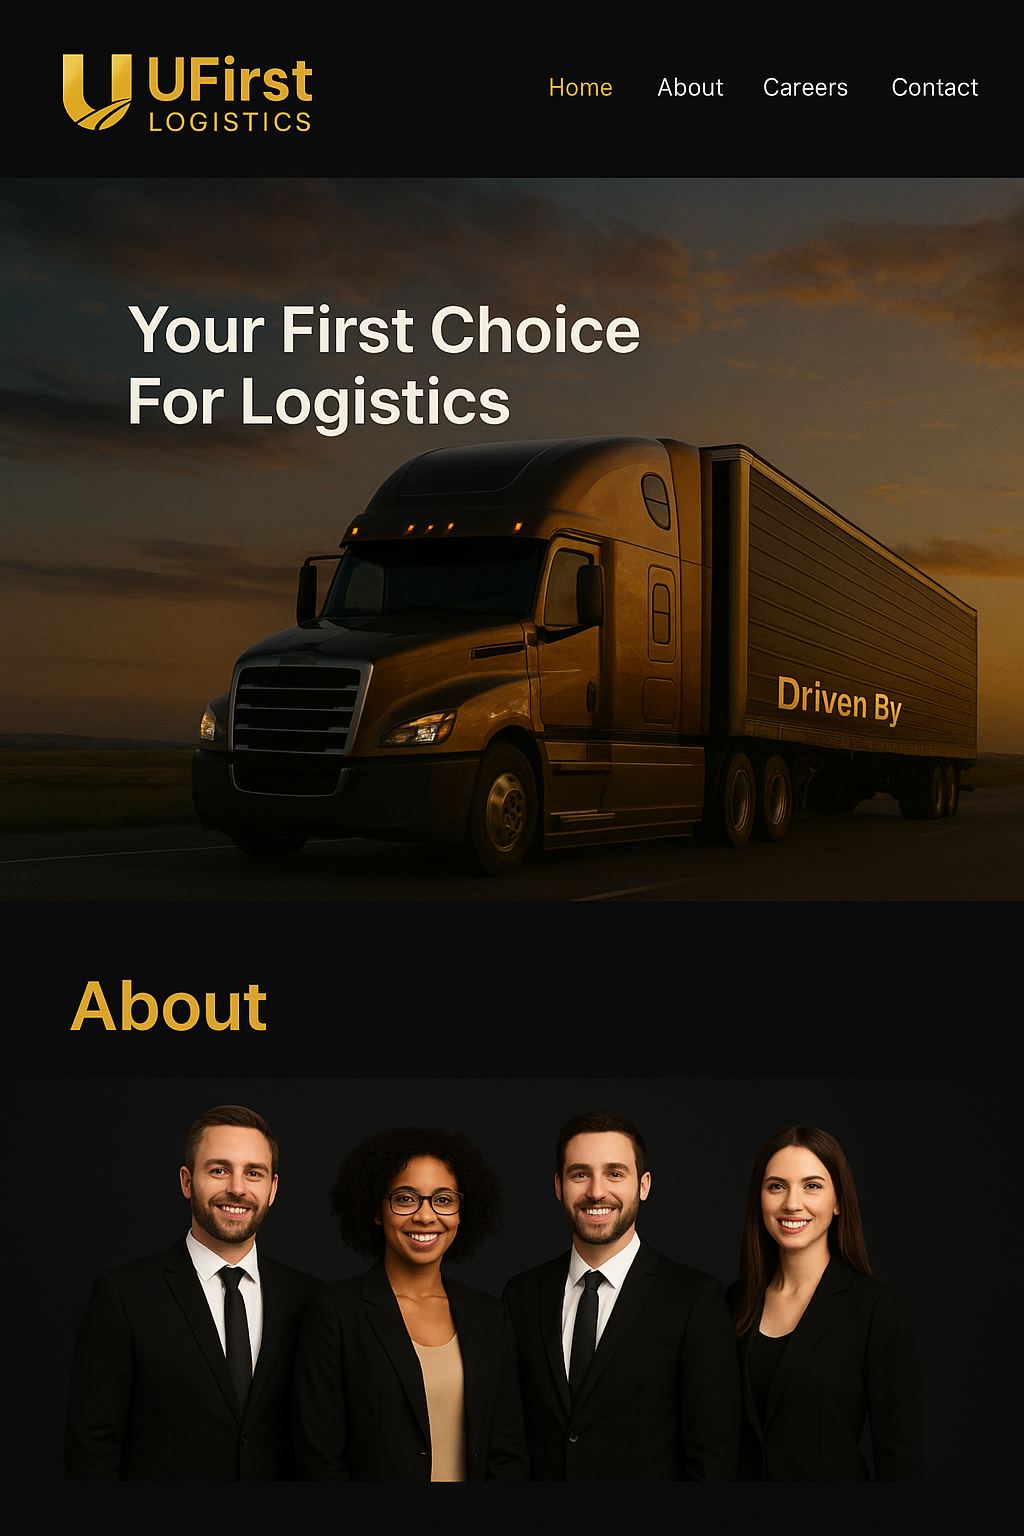 UFirst
LOGISTICS
Home About Careers Contact
Your First Choice
For Logistics
Driven By
About